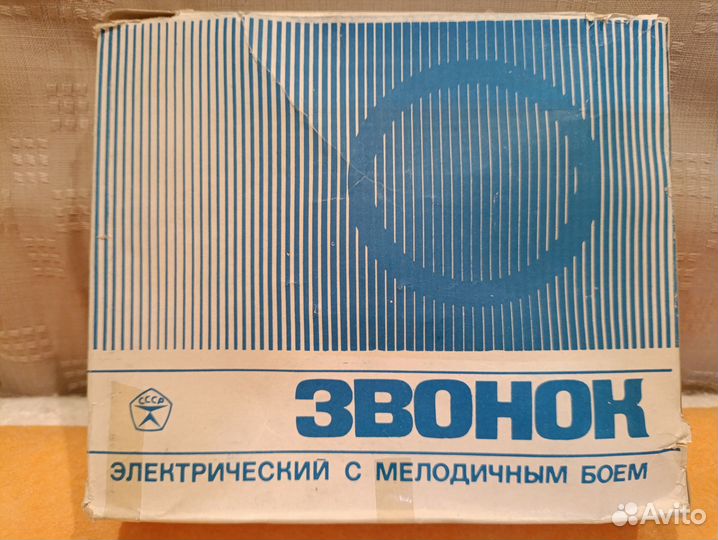 СССР
ЗВОНОК
ЭЛЕКТРИЧЕСКИЙ С МЕЛОДИЧНЫМ БОЕМ
Avito